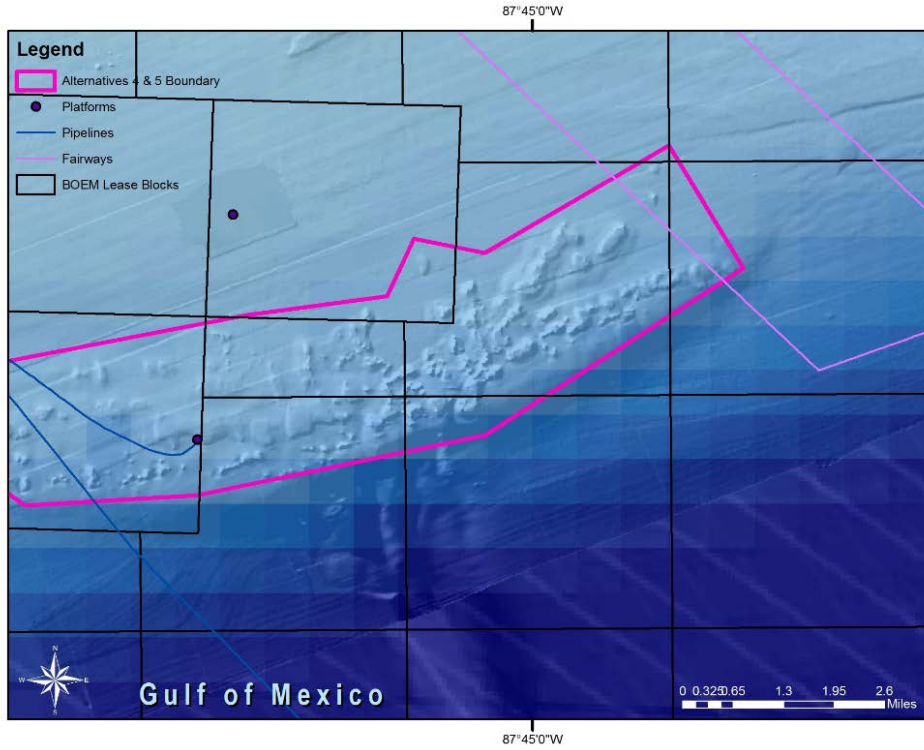 87°45'0"W
Legend
Alternatives 4 & 5 Boundary
Platforms
Pipelines
Fairways
BOEM Lease Blocks
N
W E
S
Gulf of Mexico
0 0.325 0.65 1.3 1.95 2.6
Miles
87°45'0"W